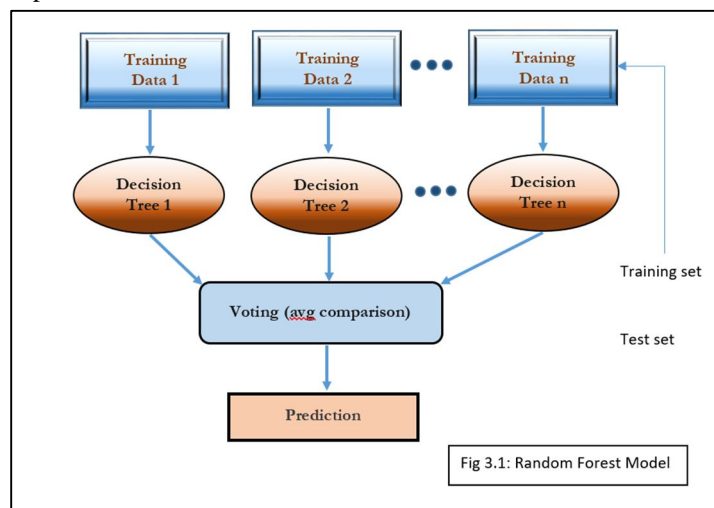 Training
Data 1
Training
Data 2
Training
Data n
Decision
Tree 1
Decision
Tree 2
Decision
Tree n
Training set
Voting (avg comparison)
Test set
Prediction
Fig 3.1: Random Forest Model